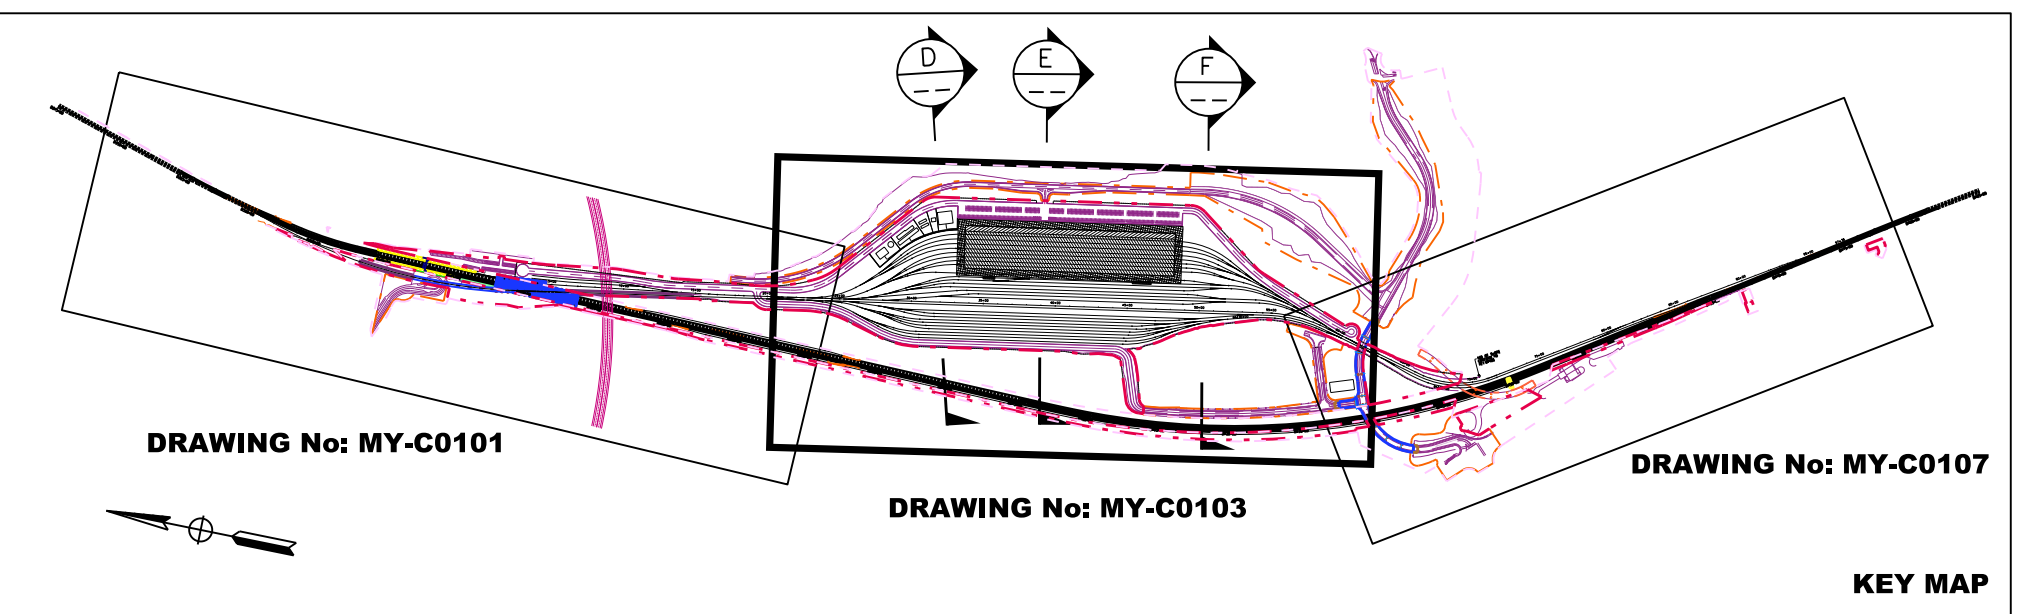 D
E
F
DRAWING No: MY-C0101
DRAWING No: MY-C0107
DRAWING No: MY-C0103
KEY MAP